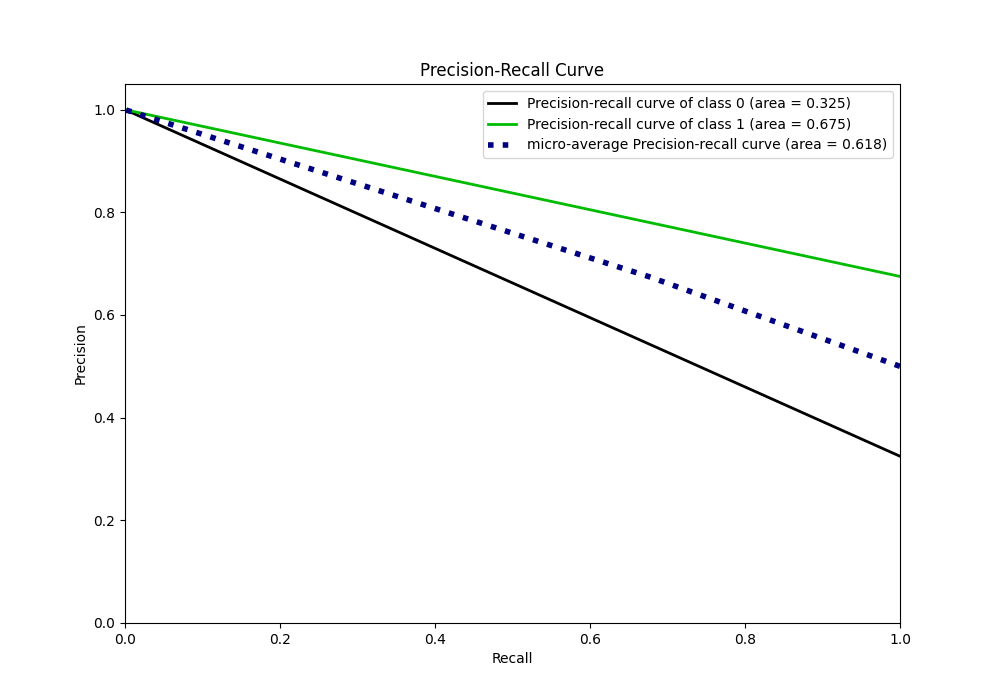 Precision-Recall Curve
Precision-recall curve of class 0 (area = 0.325)
Precision-recall curve of class 1 (area = 0.675)
micro-average Precision-recall curve (area = 0.618)
Precision
1.0
0.8
0.6
0.4
0.2
0.0
0.0 0.2 0.4 0.6 0.8 1.0
Recall